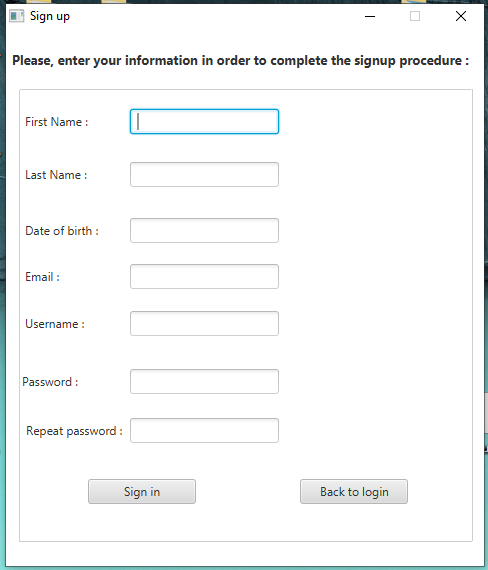 Sign up
Please, enter your information in order to complete the signup procedure :
First Name :
Last Name :
Date of birth :
Email :
Username :
Password :
Repeat password :
Sign in Back to login